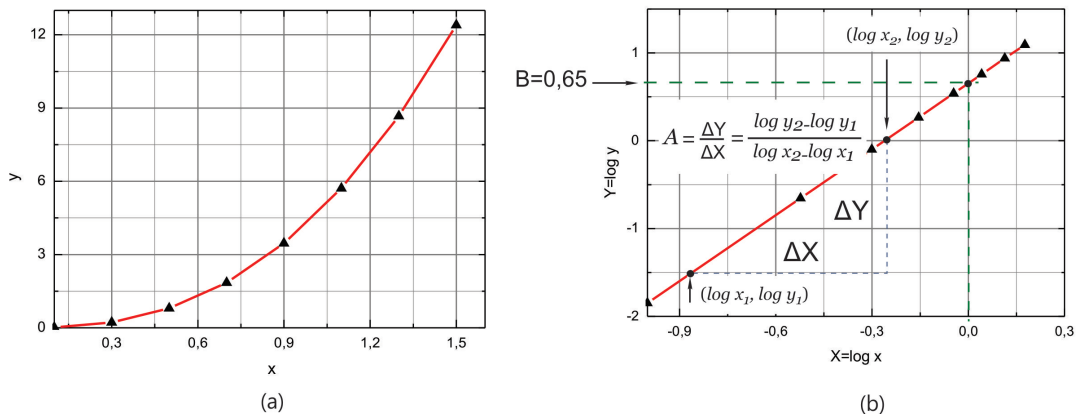 12
9
6
3
0
y
0,3
0,6
0,9
1,2
1,5
x
(a)
B=0,65
(log x₂, log y₂)
A = ΔY/ΔX = log y₂-log y₁/log x₂-log x₁
ΔY
ΔX
(log x₁, log y₁)
1
0
-1
-2
Y=log y
-0,9
-0,6
-0,3
0,0
0,3
X=log x
(b)